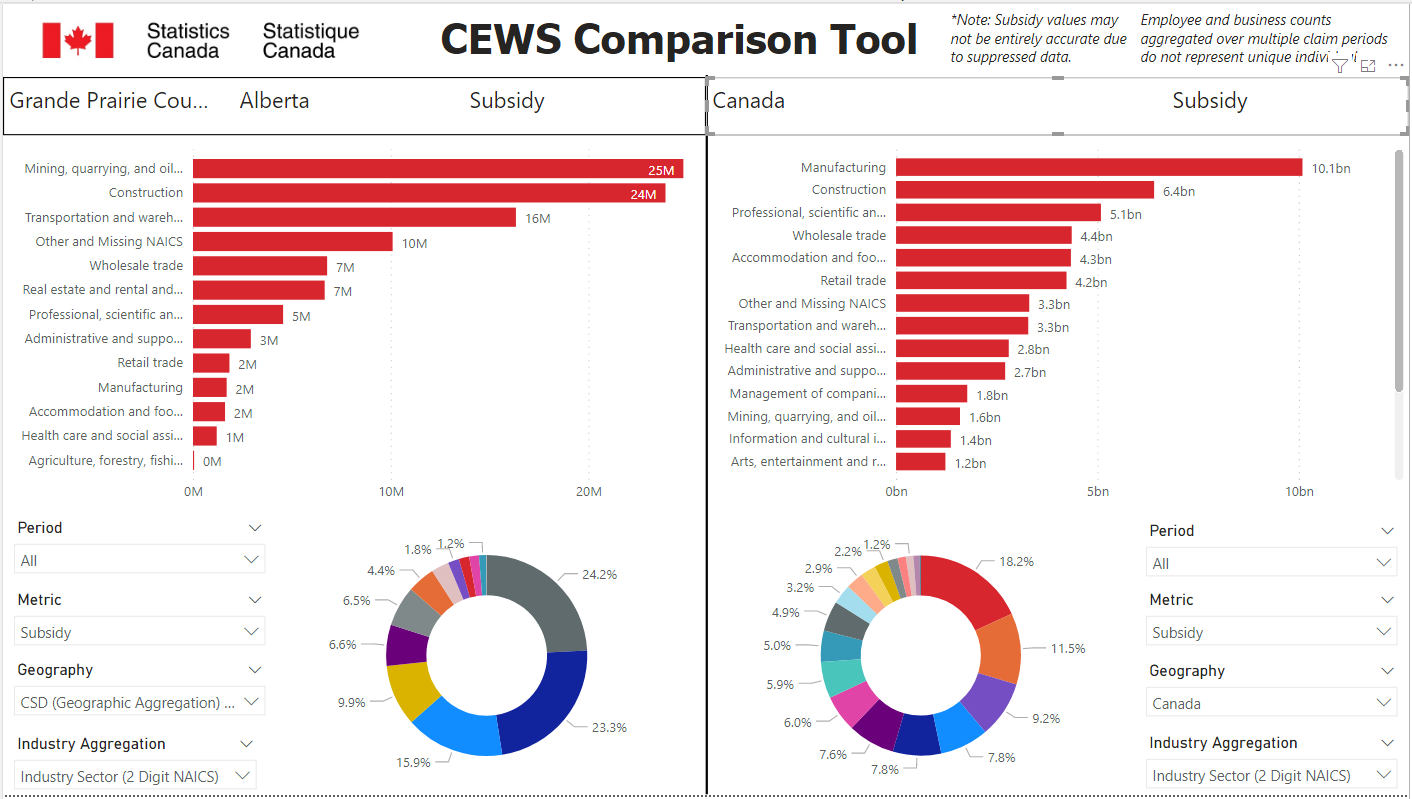 Statistics
Canada
Statistique
Canada
CEWS Comparison Tool
*Note: Subsidy values may
not be entirely accurate due
to suppressed data.
Employee and business counts
aggregated over multiple claim periods
do not represent unique
Grande Prairie Cou...
Alberta
Subsidy
Canada
Subsidy
Mining, quarrying, and oil... 25M
Construction 24M
Transportation and wareh... 16M
Other and Missing NAICS 10M
Wholesale trade 7M
Real estate and rental and... 7M
Professional, scientific an... 5M
Administrative and suppo... 3M
Retail trade 2M
Manufacturing 2M
Accommodation and foo... 2M
Health care and social assi... 1M
Agriculture, forestry, fishi... 0M
0M 10M 20M
Manufacturing 10.1bn
Construction 6.4bn
Professional, scientific an... 5.1bn
Wholesale trade 4.4bn
Accommodation and foo... 4.3bn
Retail trade 4.2bn
Other and Missing NAICS 3.3bn
Transportation and wareh... 3.3bn
Health care and social assi... 2.8bn
Administrative and suppo... 2.7bn
Management of compani... 1.8bn
Mining, quarrying, and oil... 1.6bn
Information and cultural i... 1.4bn
Arts, entertainment and r... 1.2bn
0bn 5bn 10bn
Period
All
Metric
Subsidy
Geography
CSD (Geographic Aggregation) ...
Industry Aggregation
Industry Sector (2 Digit NAICS)
24.2%
23.3%
15.9%
9.9%
6.6%
6.5%
4.4%
1.8%
1.2%
18.2%
11.5%
9.2%
7.8%
7.8%
7.6%
6.0%
5.9%
5.0%
4.9%
3.2%
2.9%
2.2%
1.2%
Period
All
Metric
Subsidy
Geography
Canada
Industry Aggregation
Industry Sector (2 Digit NAICS)